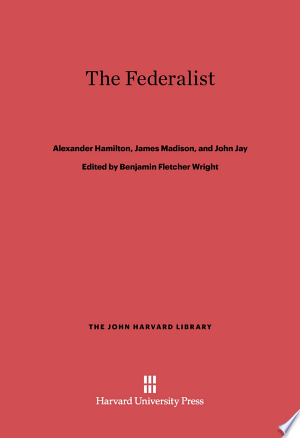 The Federalist
Alexander Hamilton, James Madison, and John Jay
Edited by Benjamin Fletcher Wright
THE JOHN HARVARD LIBRARY
Harvard University Press